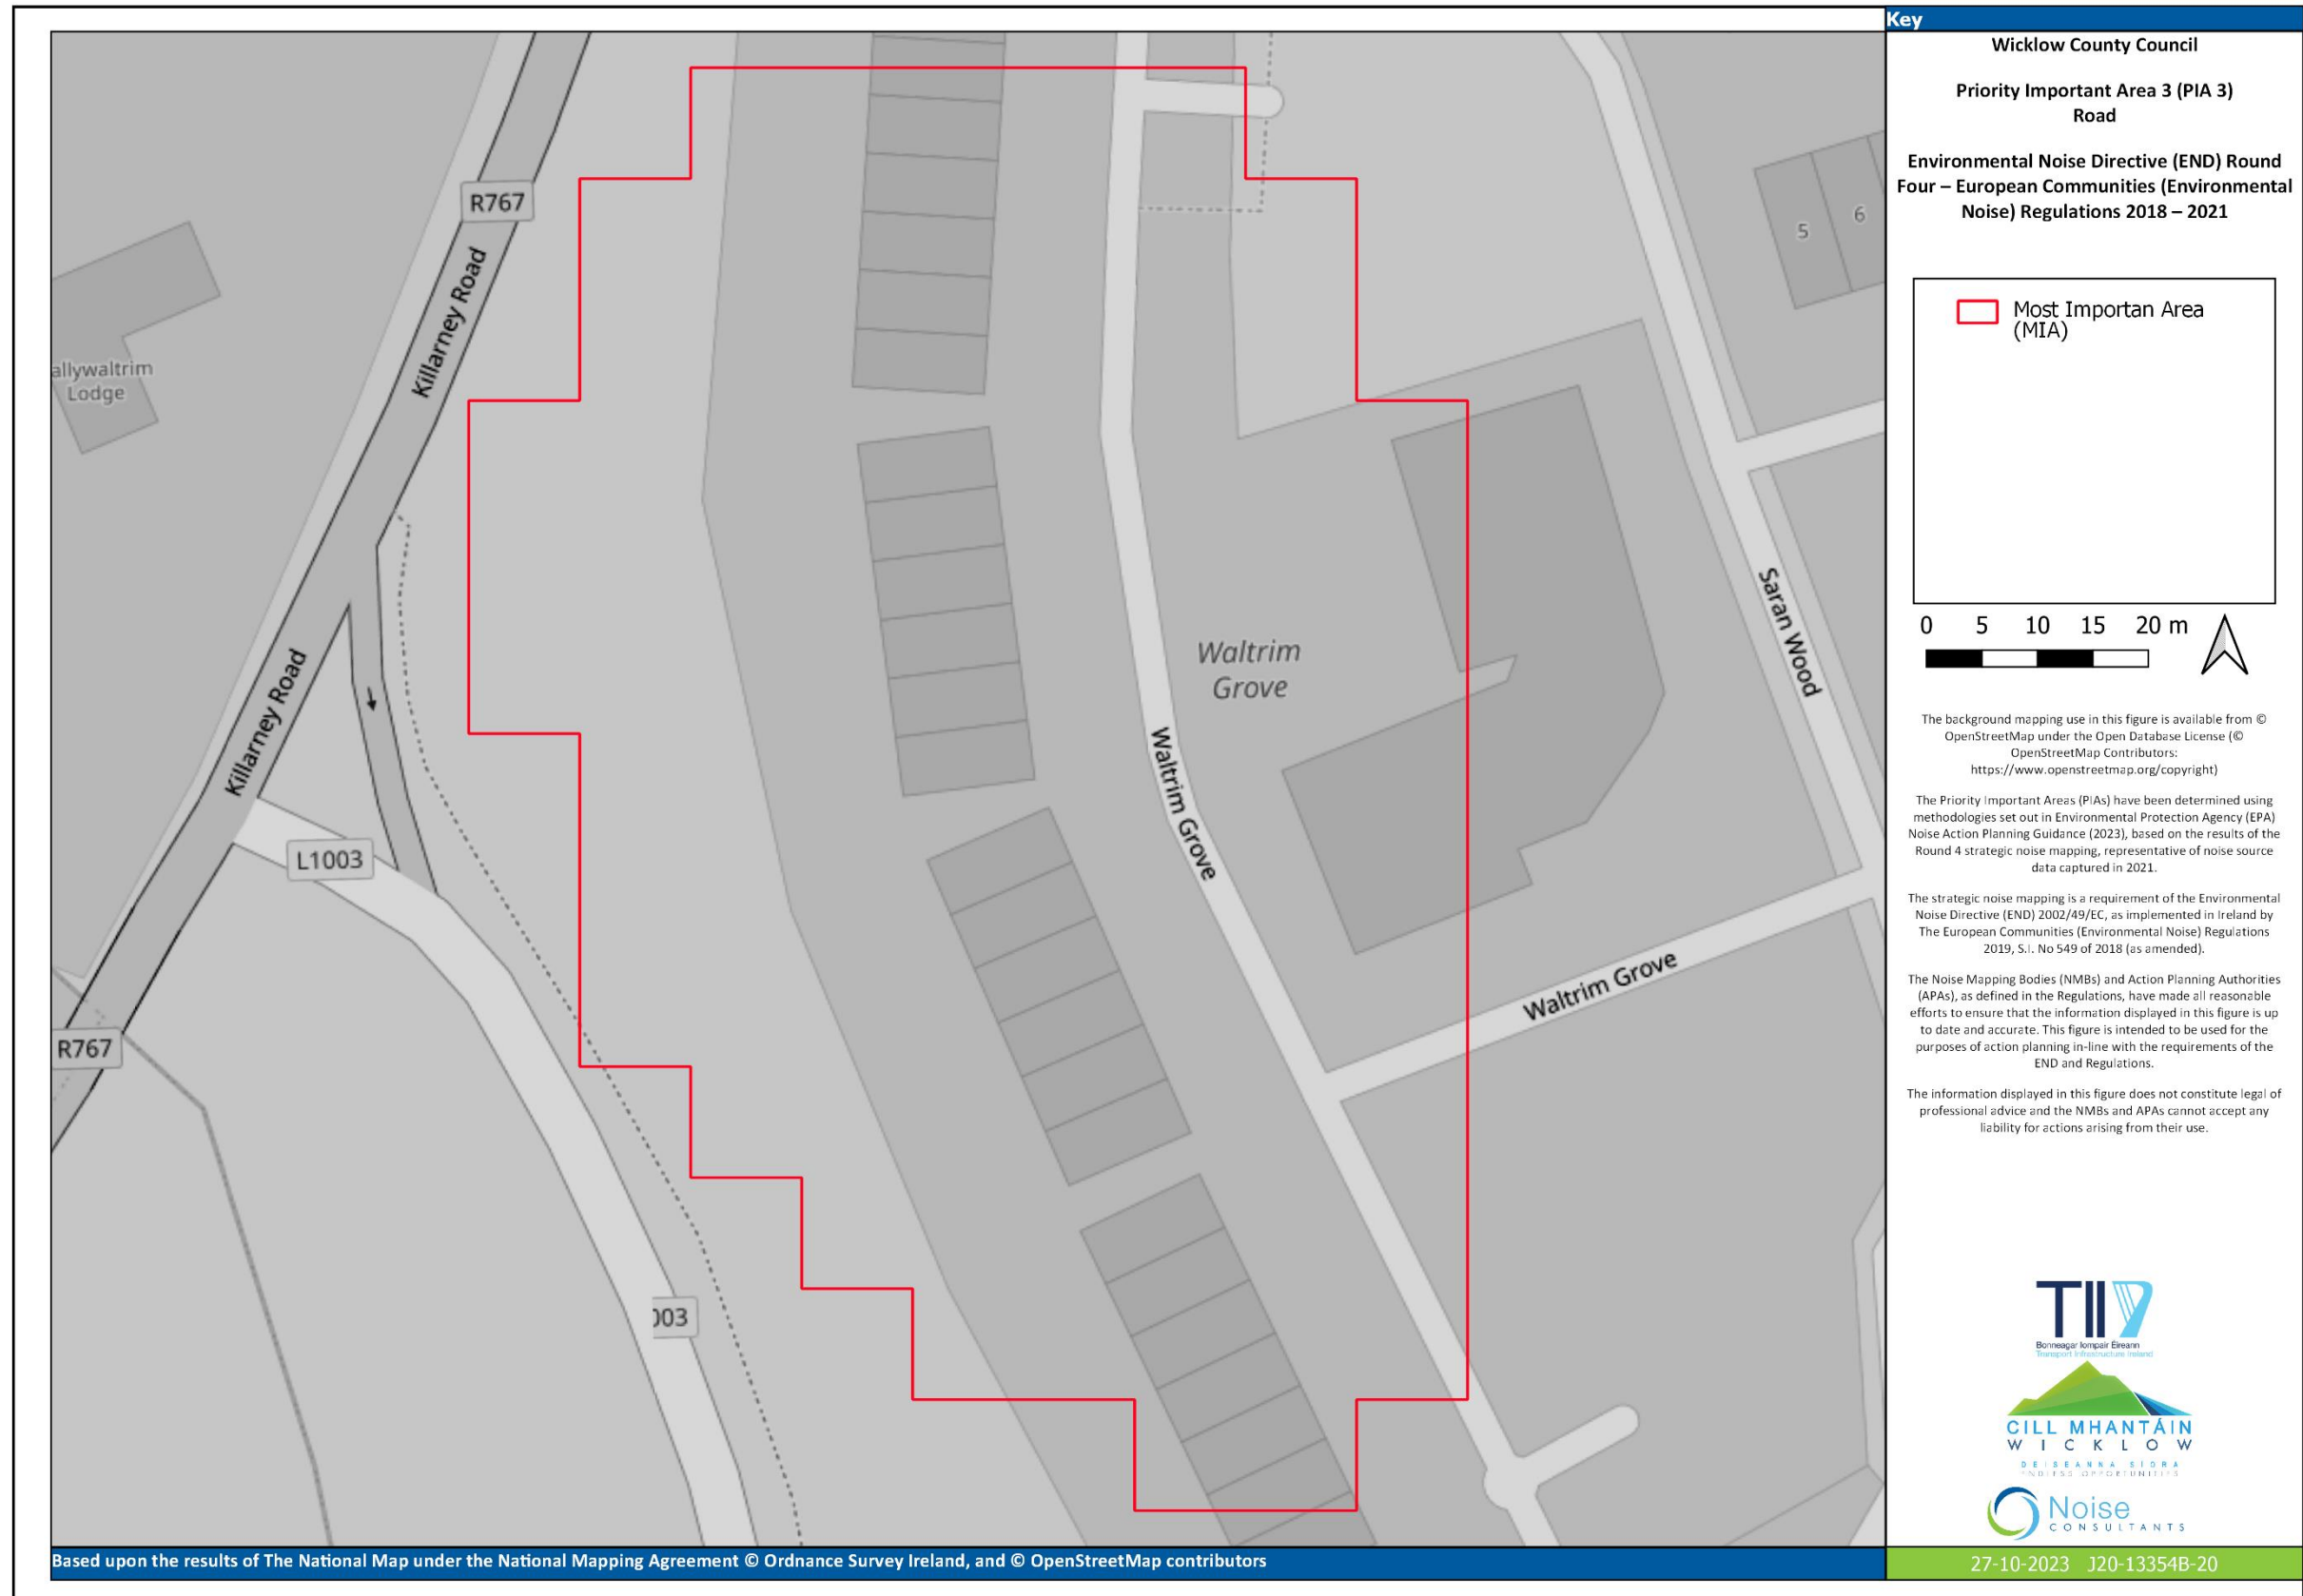 Key
Wicklow County Council
Priority Important Area 3 (PIA 3)
Road
Environmental Noise Directive (END) Round
Four – European Communities (Environmental
Noise) Regulations 2018 – 2021
Most Importan Area
(MIA)
0 5 10 15 20 m
The background mapping use in this figure is available from ©
OpenStreetMap under the Open Database License (©
OpenStreetMap Contributors:
https://www.openstreetmap.org/copyright)
The Priority Important Areas (PIAs) have been determined using
methodologies set out in Environmental Protection Agency (EPA)
Noise Action Planning Guidance (2023), based on the results of the
Round 4 strategic noise mapping, representative of noise source
data captured in 2021.
The strategic noise mapping is a requirement of the Environmental
Noise Directive (END) 2002/49/EC, as implemented in Ireland by
The European Communities (Environmental Noise) Regulations
2019, S.I. No 549 of 2018 (as amended).
The Noise Mapping Bodies (NMBs) and Action Planning Authorities
(APAs), as defined in the Regulations, have made all reasonable
efforts to ensure that the information displayed in this figure is up
to date and accurate. This figure is intended to be used for the
purposes of action planning in-line with the requirements of the
END and Regulations.
The information displayed in this figure does not constitute legal of
professional advice and the NMBs and APAs cannot accept any
liability for actions arising from their use.
TII
Bonneagar Iompair Éireann
Transport Infrastructure Ireland
CILL MHANTÁIN
WICKLOW
DEISEANNA SÍORA
ENDLESS OPPORTUNITIES
Noise
CONSULTANTS
27-10-2023 J20-13354B-20
R767
Killarney Road
allywaltrim
Lodge
5
6
Saran Wood
Waltrim
Grove
Killarney Road
Waltrim Grove
L1003
Waltrim Grove
R767
003
Based upon the results of The National Map under the National Mapping Agreement © Ordnance Survey Ireland, and © OpenStreetMap contributors